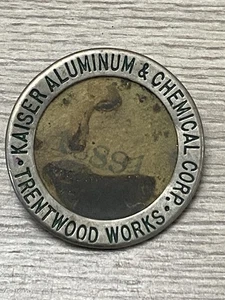 • KAISER ALUMINUM & CHEMICAL CORP. •
TRENTWOOD WORKS